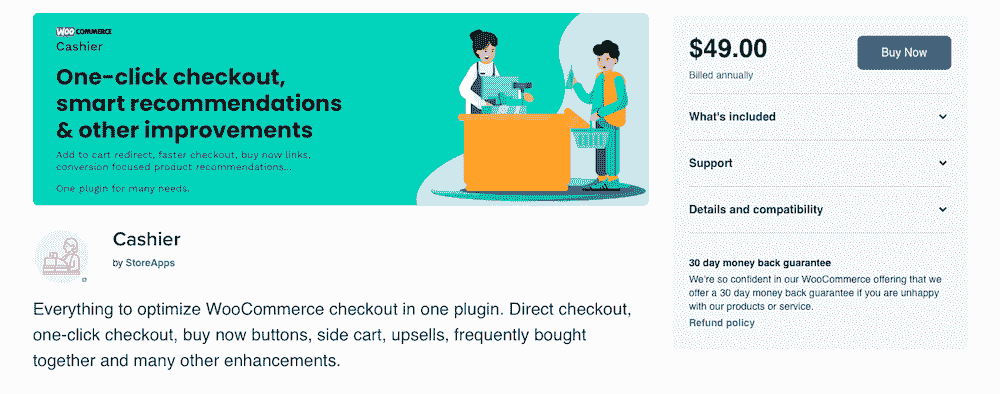 WOO COMMERCE
Cashier
One-click checkout,
smart recommendations
& other improvements
Add to cart redirect, faster checkout, buy now links,
conversion focused product recommendations...
One plugin for many needs.
Cashier
by StoreApps
Everything to optimize WooCommerce checkout in one plugin. Direct checkout,
one-click checkout, buy now buttons, side cart, upsells, frequently bought
together and many other enhancements.
$49.00
Buy Now
Billed annually
What's included
Support
Details and compatibility
30 day money back guarantee
We're so confident in our WooCommerce offering that we
offer a 30 day money back guarantee if you are unhappy
with our products or service.
Refund policy